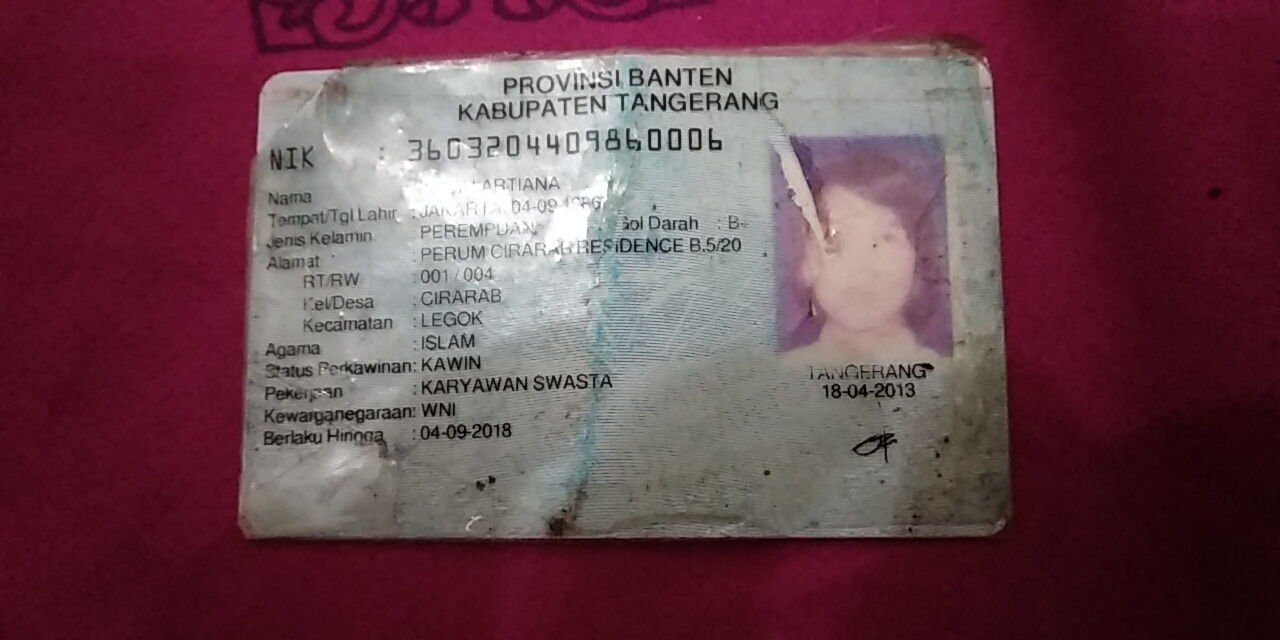 PROVINSI BANTEN
KABUPATEN TANGERANG
NIK : 3603204409860006
Nama ARTIANA
Tempat/Tgl Lahir : JAKARTA, 04-09-1986
Jenis Kelamin : PEREMPUAN Gol Darah : B+
Alamat : PERUM CIRARAB RESIDENCE B.5/20
RT/RW : 001 / 004
Kel/Desa : CIRARAB
Kecamatan : LEGOK
Agama : ISLAM
Status Perkawinan: KAWIN
Pekerjaan : KARYAWAN SWASTA
Kewarganegaraan: WNI
Berlaku Hingga : 04-09-2018
TANGERANG
18-04-2013